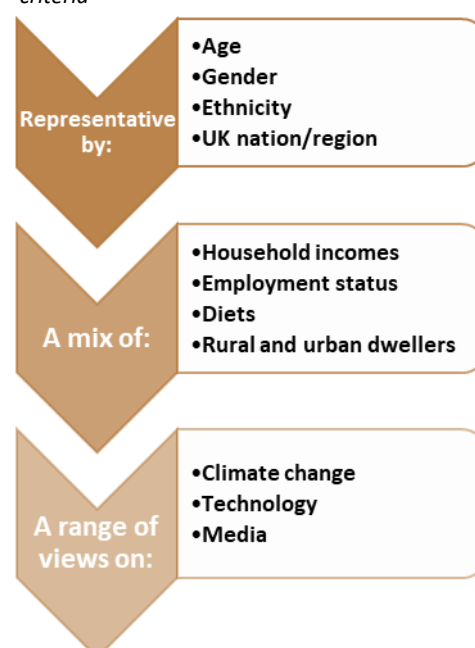 criteria
Representative
by:
•Age
•Gender
•Ethnicity
•UK nation/region
A mix of:
•Household incomes
•Employment status
•Diets
•Rural and urban dwellers
A range of
views on:
•Climate change
•Technology
•Media